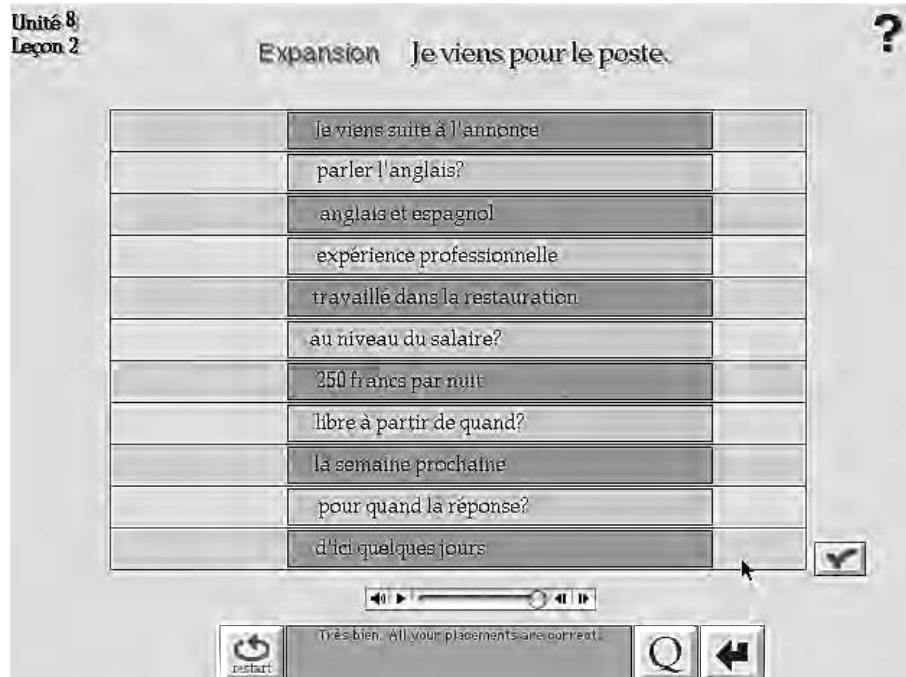 Unité 8
Leçon 2
Expansion Je viens pour le poste.
?
Je viens suite à l'annonce
parler l'anglais?
anglais et espagnol
expérience professionnelle
travaillé dans la restauration
au niveau du salaire?
250 francs par nuit
libre à partir de quand?
la semaine prochaine
pour quand la réponse?
d'ici quelques jours
Très bien. All your placements are correct.
restart
Q